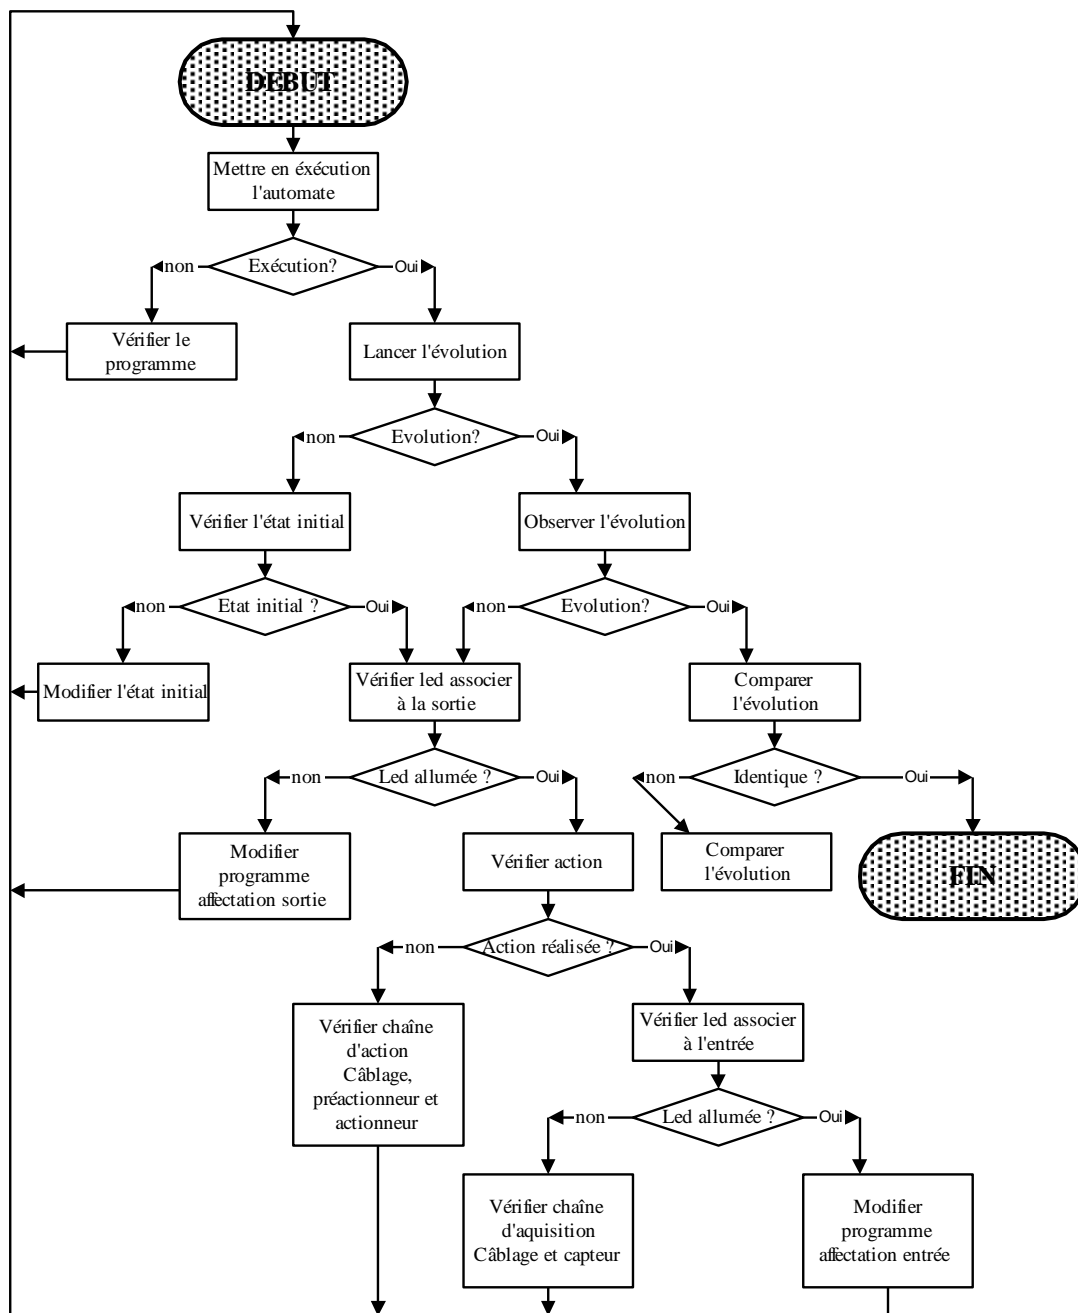 DEBUT
Mettre en éxécution
l'automate
non
Exécution?
Oui
Vérifier le
programme
Lancer l'évolution
non
Evolution?
Oui
Vérifier l'état initial
Observer l'évolution
non
Etat initial ?
Oui
non
Evolution?
Oui
Modifier l'état initial
Vérifier led associer
à la sortie
Comparer
l'évolution
non
Led allumée ?
Oui
non
Identique ?
Oui
Modifier
programme
affectation sortie
Vérifier action
Comparer
l'évolution
FIN
non
Action réalisée ?
Oui
Vérifier chaîne
d'action
Câblage,
préactionneur et
actionneur
Vérifier led associer
à l'entrée
non
Led allumée ?
Oui
Vérifier chaîne
d'aquisition
Câblage et capteur
Modifier
programme
affectation entrée